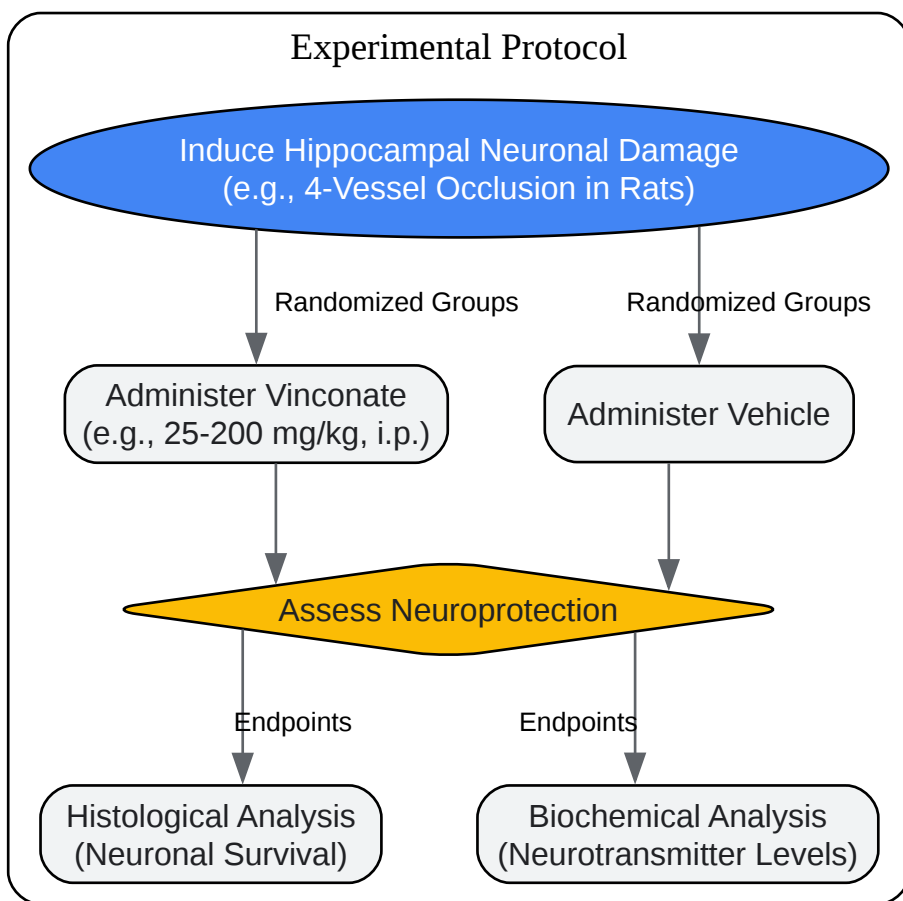 Experimental Protocol
Induce Hippocampal Neuronal Damage
(e.g., 4-Vessel Occlusion in Rats)
Randomized Groups
Randomized Groups
Administer Vinconate
(e.g., 25-200 mg/kg, i.p.)
Administer Vehicle
Assess Neuroprotection
Endpoints
Endpoints
Histological Analysis
(Neuronal Survival)
Biochemical Analysis
(Neurotransmitter Levels)